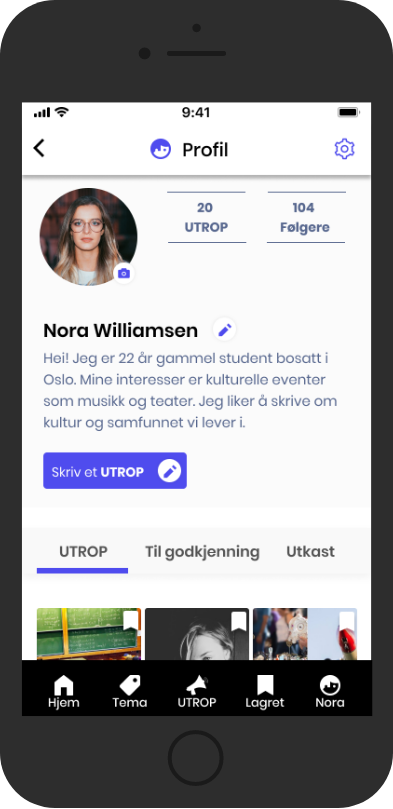 9:41
Profil
20
UTROP
104
Følgere
Nora Williamsen
Hei! Jeg er 22 år gammel student bosatt i
Oslo. Mine interesser er kulturelle eventer
som musikk og teater. Jeg liker å skrive om
kultur og samfunnet vi lever i.
Skriv et UTROP
UTROP Til godkjenning Utkast
Hjem Tema UTROP Lagret Nora